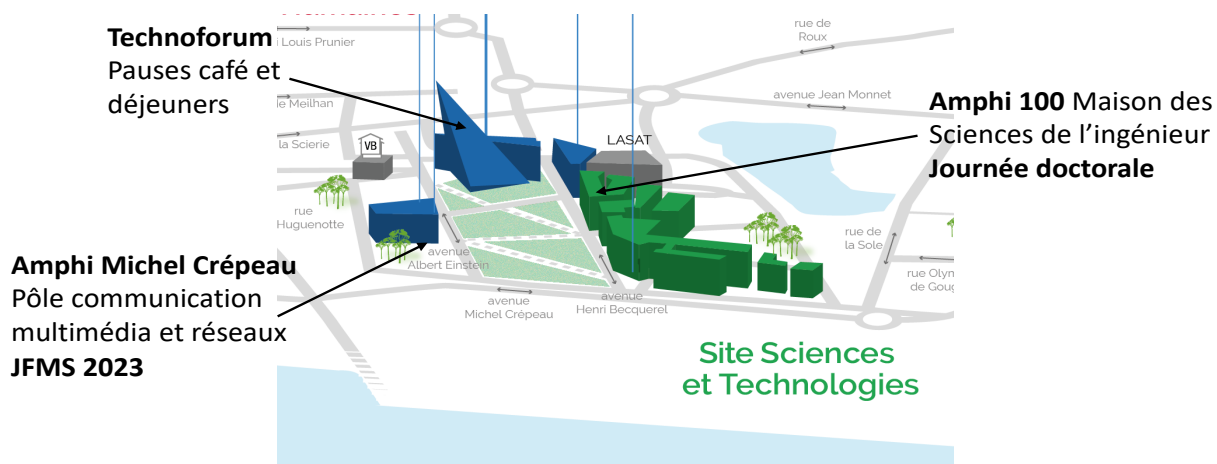 Technoforum
Pauses café et
déjeuners
Louis Prunier
rue de
Roux
avenue Jean Monnet
Meilhan
la Scierie
VB
LASAT
Amphi 100 Maison des
Sciences de l'ingénieur
Journée doctorale
rue
Huguenotte
avenue
Albert Einstein
rue de
la Sole
rue Olym
de Goug
Amphi Michel Crépeau
Pôle communication
multimédia et réseaux
JFMS 2023
avenue
Michel Crépeau
avenue
Henri Becquerel
Site Sciences
et Technologies